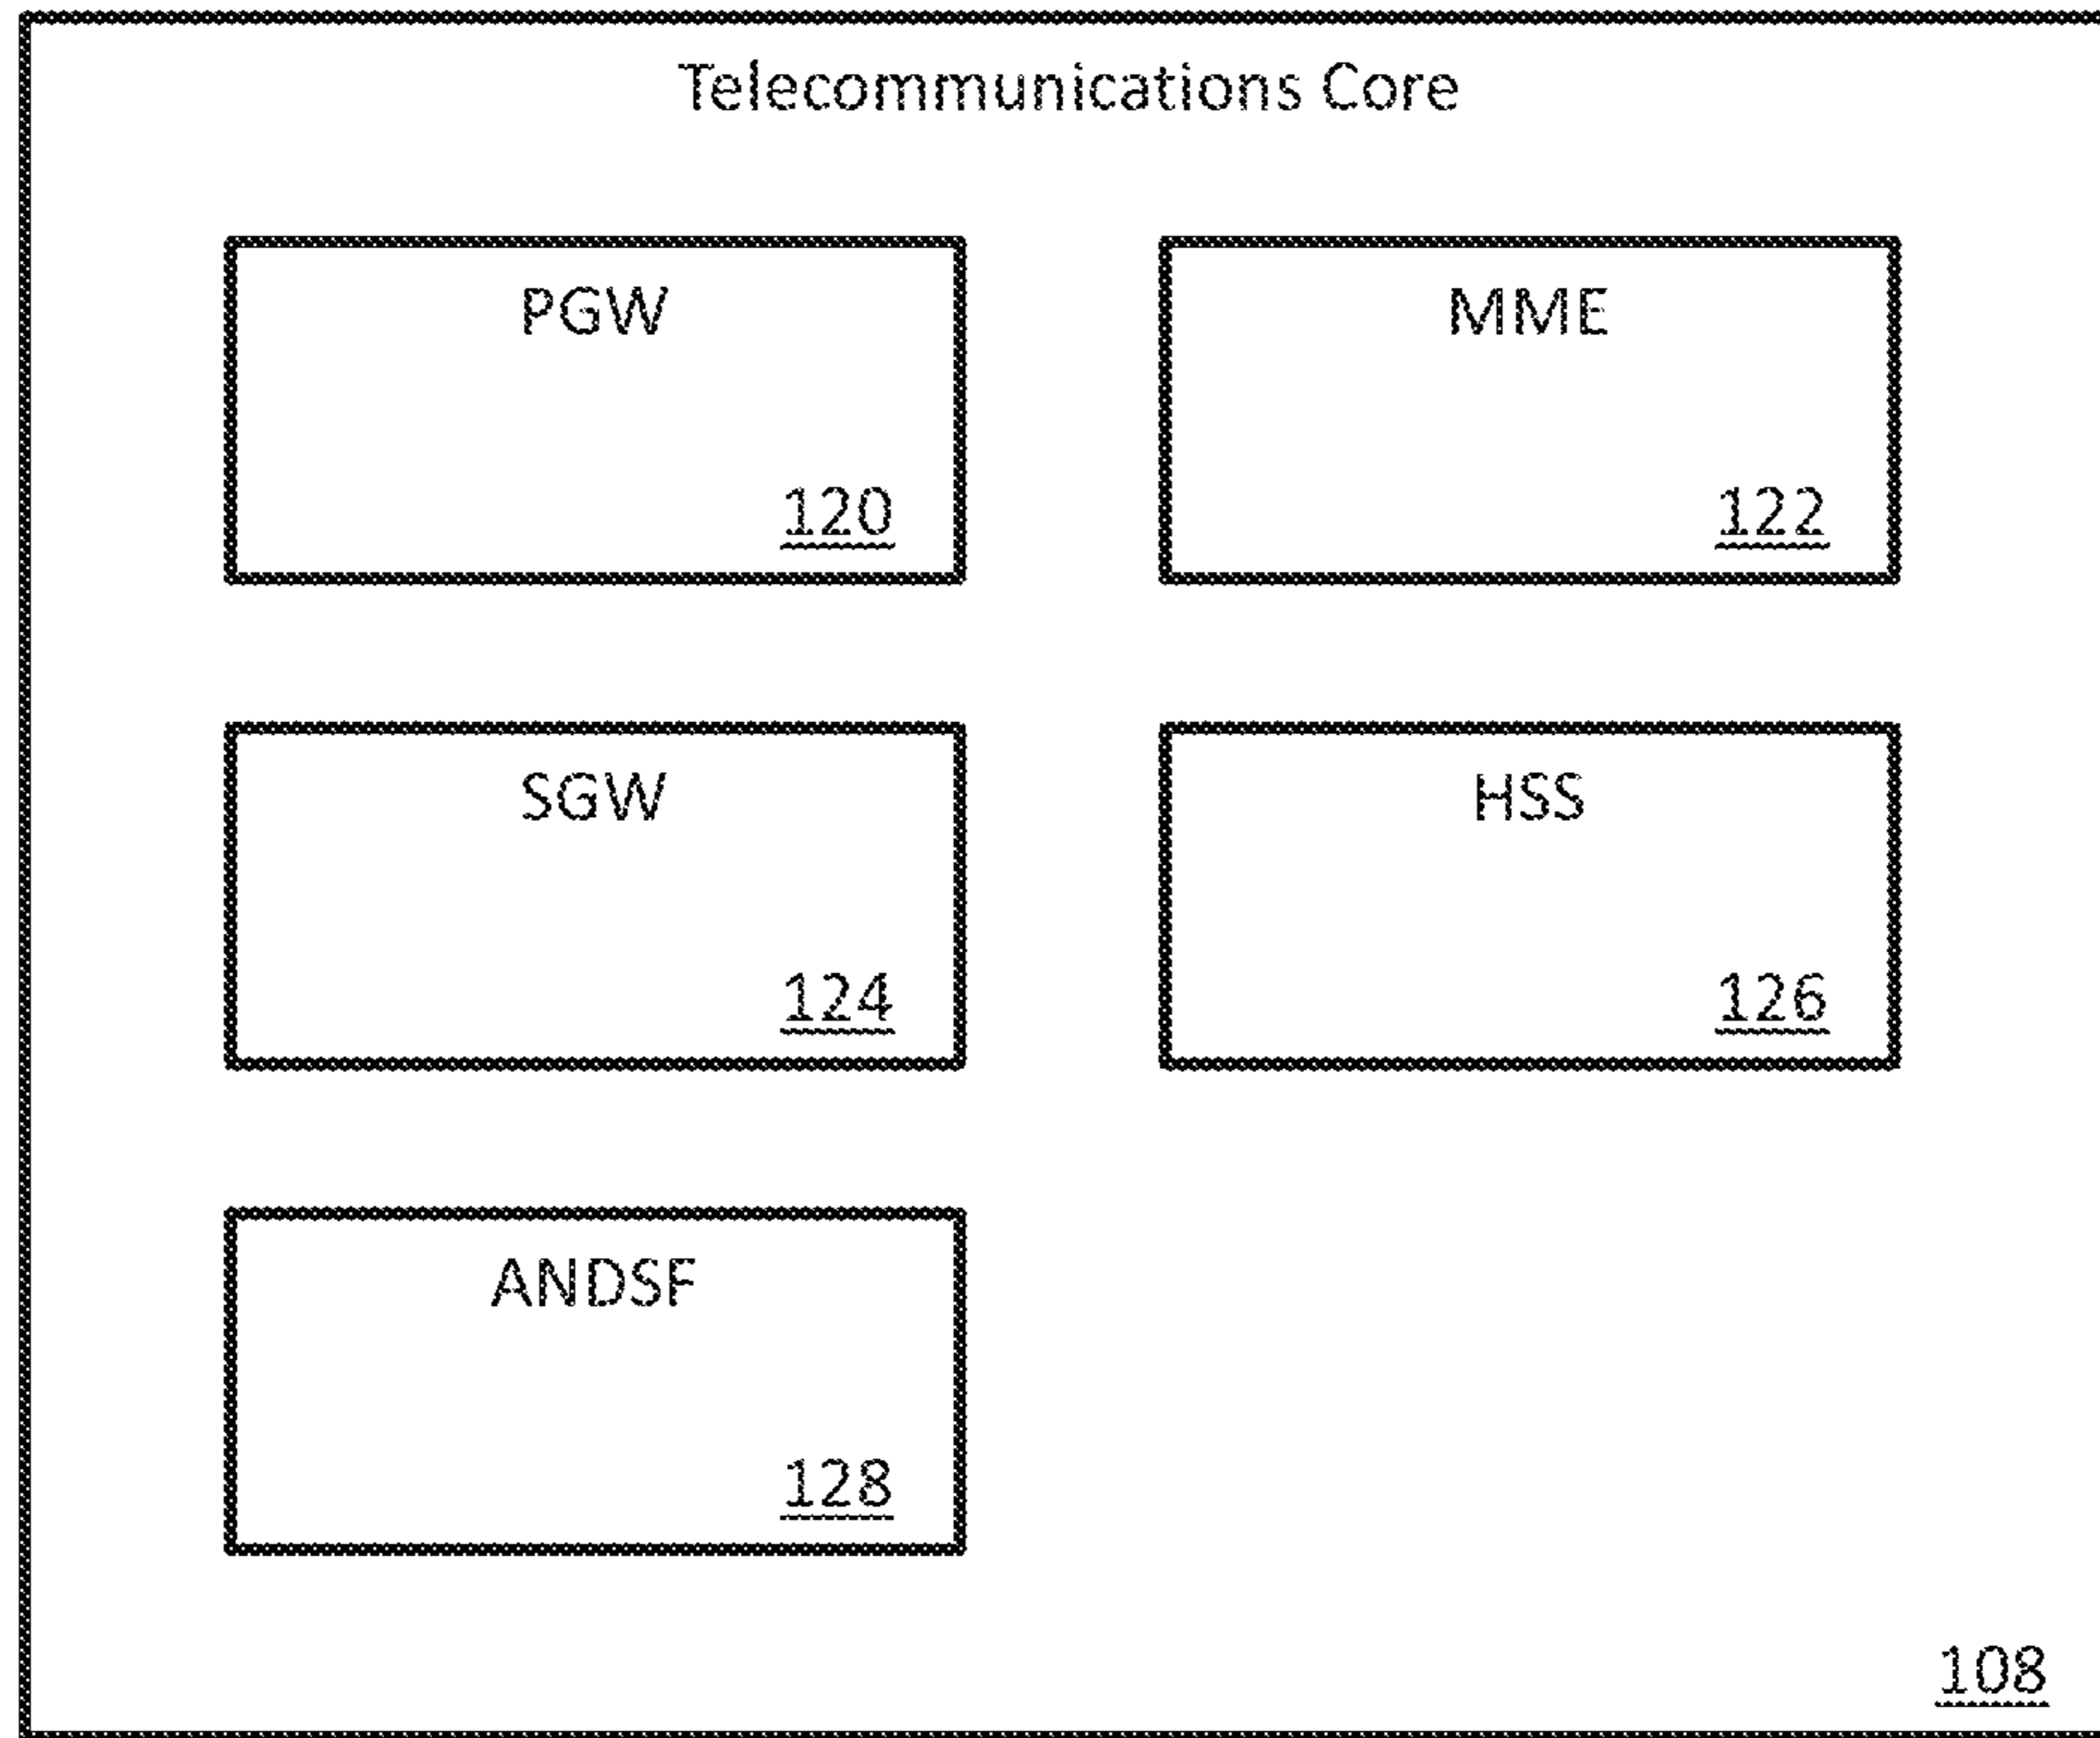 Telecommunications Core
PGW
120
MME
122
SGW
124
HSS
126
ANDSF
128
108